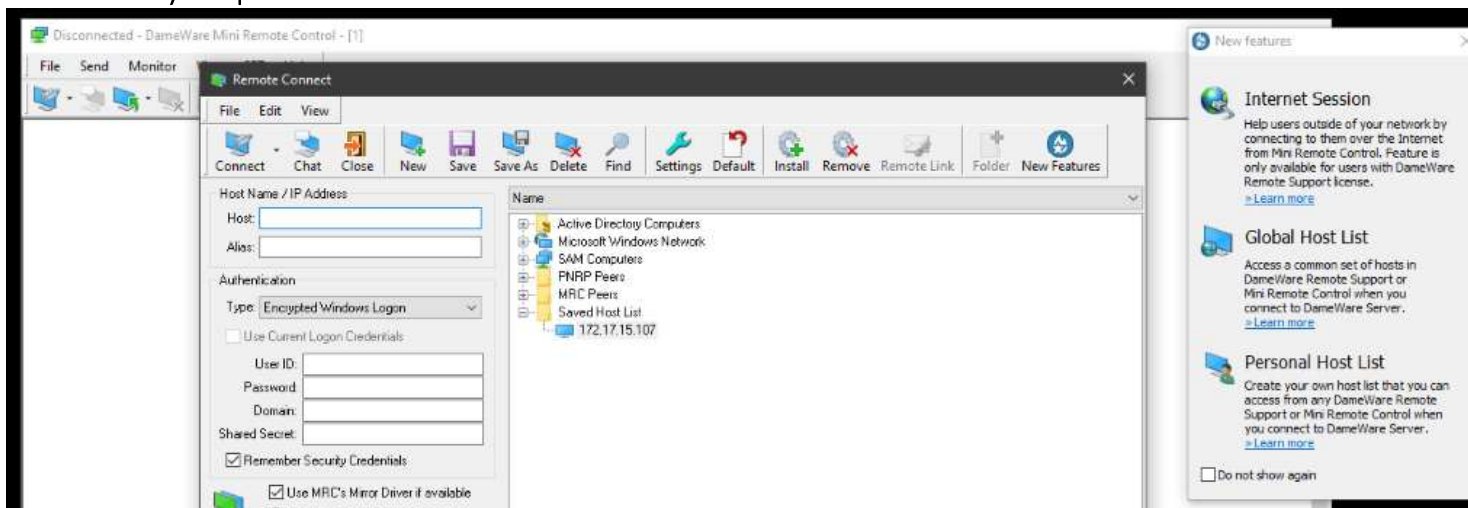 Disconnected - DameWare Mini Remote Control - [1]
File Send Monitor
Remote Connect
File Edit View
Connect Chat Close New Save Save As Delete Find Settings Default Install Remove Remote Link Folder New Features
Host Name / IP Address
Host:
Alias:
Authentication
Type: Encrypted Windows Logon
Use Current Logon Credentials
User ID:
Password:
Domain:
Shared Secret:
Remember Security Credentials
Use MRC's Mirror Driver if available
Name
Active Directory Computers
Microsoft Windows Network
SAM Computers
PNRP Peers
MRC Peers
Saved Host List
172.17.15.107
New features
Internet Session
Help users outside of your network by
connecting to them over the Internet
from Mini Remote Control. Feature is
only available for users with DameWare
Remote Support license.
» Learn more
Global Host List
Access a common set of hosts in
DameWare Remote Support or
Mini Remote Control when you
connect to DameWare Server.
» Learn more
Personal Host List
Create your own host list that you can
access from any DameWare Remote
Support or Mini Remote Control when
you connect to DameWare Server.
» Learn more
Do not show again